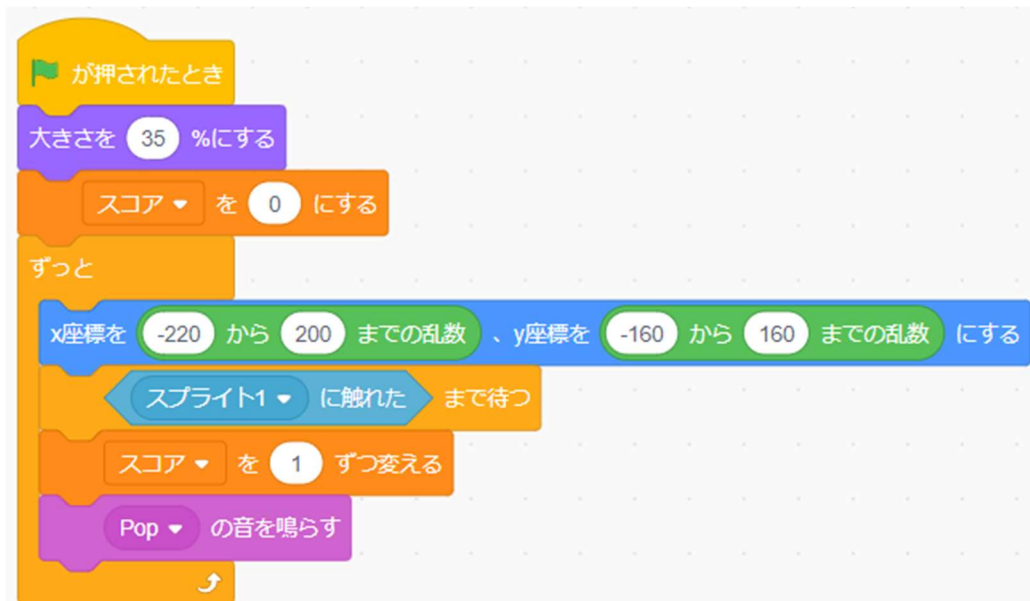 が押されたとき
大きさを 35 %にする
スコア を 0 にする
ずっと
x座標を -220 から 200 までの乱数 、y座標を -160 から 160 までの乱数 にする
スプライト1 に触れた まで待つ
スコア を 1 ずつ変える
Pop の音を鳴らす